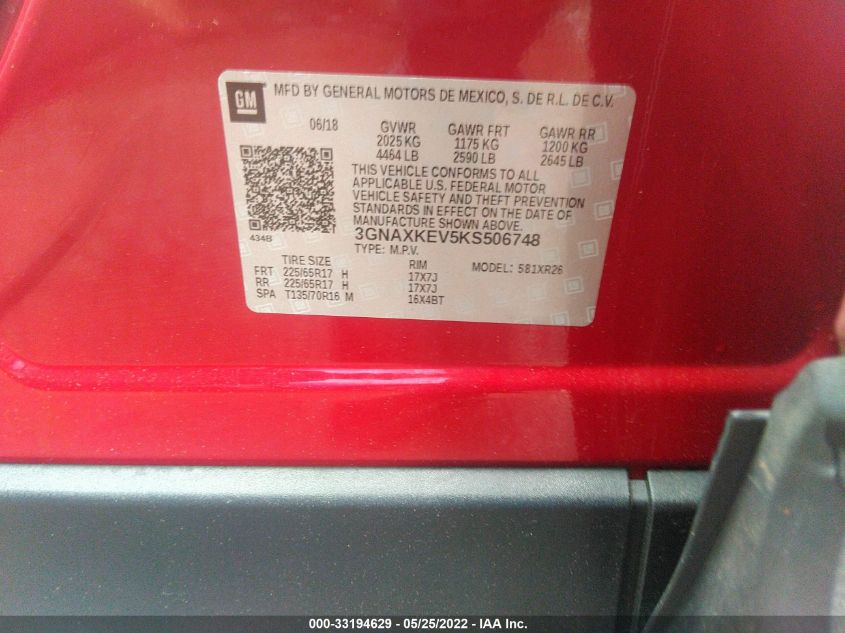 GM
MFD BY GENERAL MOTORS DE MEXICO, S. DE R.L. DE C.V.
06/18 GVWR GAWR FRT GAWR RR
2025 KG 1175 KG 1200 KG
4464 LB 2590 LB 2645 LB
THIS VEHICLE CONFORMS TO ALL
APPLICABLE U.S. FEDERAL MOTOR
VEHICLE SAFETY AND THEFT PREVENTION
STANDARDS IN EFFECT ON THE DATE OF
MANUFACTURE SHOWN ABOVE.
434B
3GNAXKEV5KS506748
TYPE: M.P.V.
TIRE SIZE RIM MODEL: 581XR26
FRT 225/65R17 H 17X7J
RR 225/65R17 H 17X7J
SPA T135/70R16 M 16X4BT
000-33194629 - 05/25/2022 - IAA Inc.